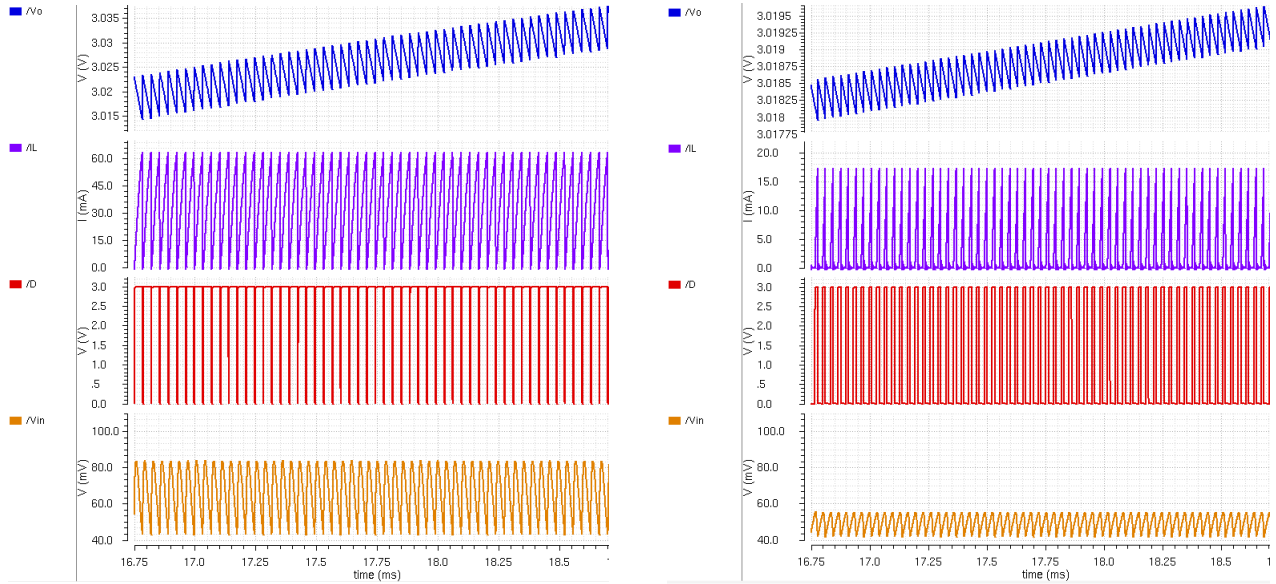 /Vo
V (V)
3.035
3.03
3.025
3.02
3.015
/IL
I (mA)
60.0
45.0
30.0
15.0
0.0
/D
V (V)
3.0
2.5
2.0
1.5
1.0
.5
0.0
/Vin
V (mV)
100.0
80.0
60.0
40.0
16.75 17.0 17.25 17.5 17.75 18.0 18.25 18.5
time (ms)
/Vo
V (V)
3.0195
3.01925
3.019
3.01875
3.0185
3.01825
3.018
3.01775
/IL
I (mA)
20.0
15.0
10.0
5.0
0.0
/D
V (V)
3.0
2.5
2.0
1.5
1.0
.5
0.0
/Vin
V (mV)
100.0
80.0
60.0
40.0
16.75 17.0 17.25 17.5 17.75 18.0 18.25 18.5
time (ms)